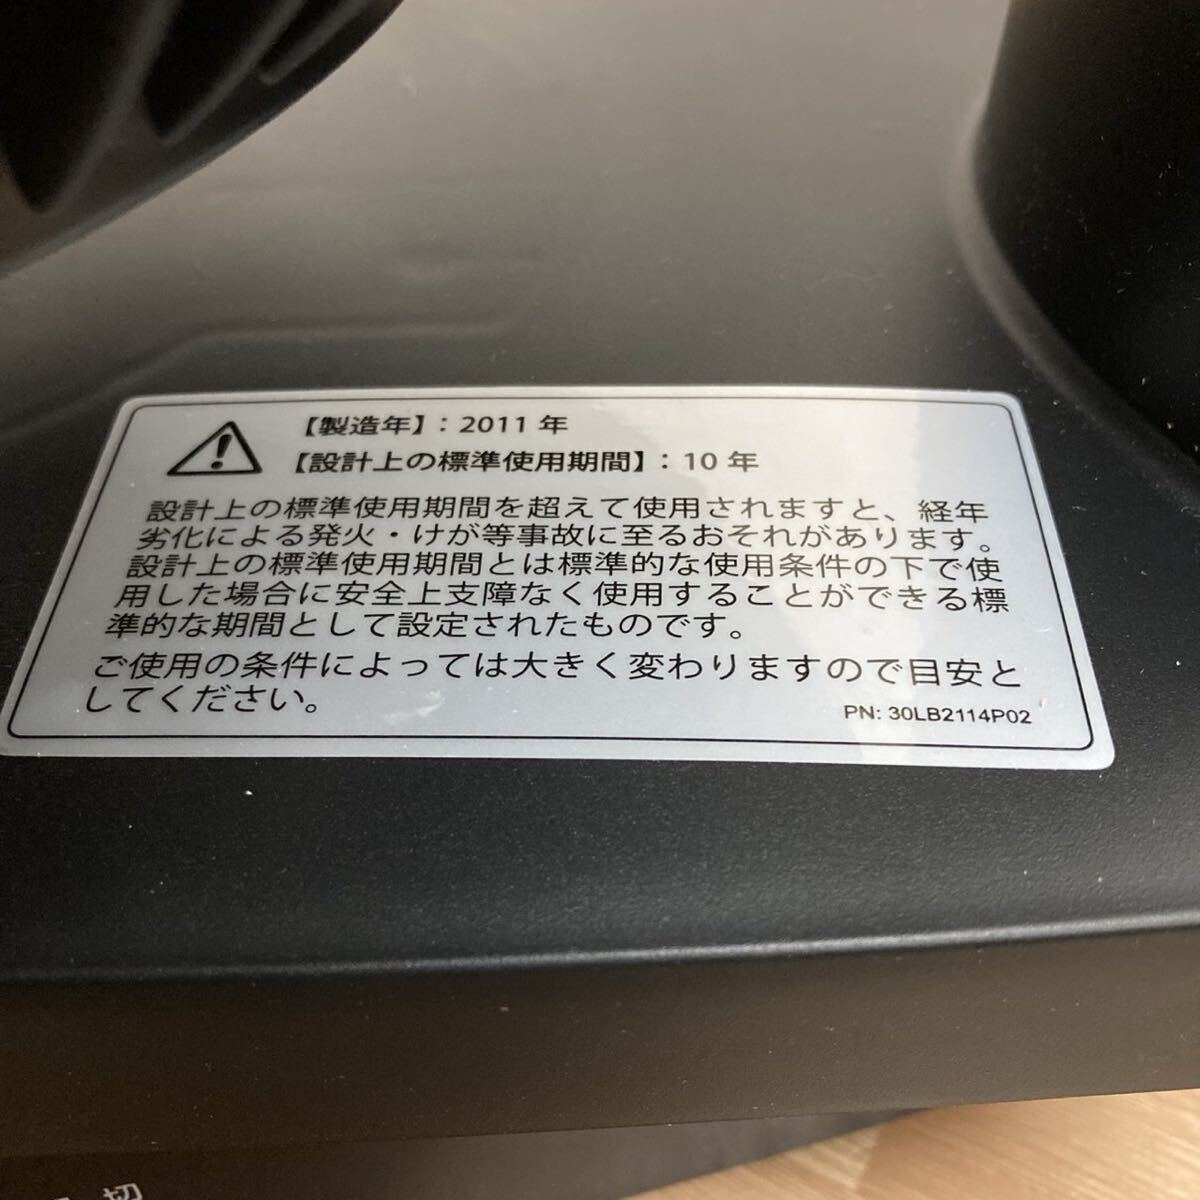 【製造年】：2011 年
【設計上の標準使用期間】：10 年
設計上の標準使用期間を超えて使用されますと、経年
劣化による発火・けが等事故に至るおそれがあります。
設計上の標準使用期間とは標準的な使用条件の下で使
用した場合に安全上支障なく使用することができる標
準的な期間として設定されたものです。
ご使用の条件によっては大きく変わりますので目安と
してください。
PN: 30LB2114P02
切